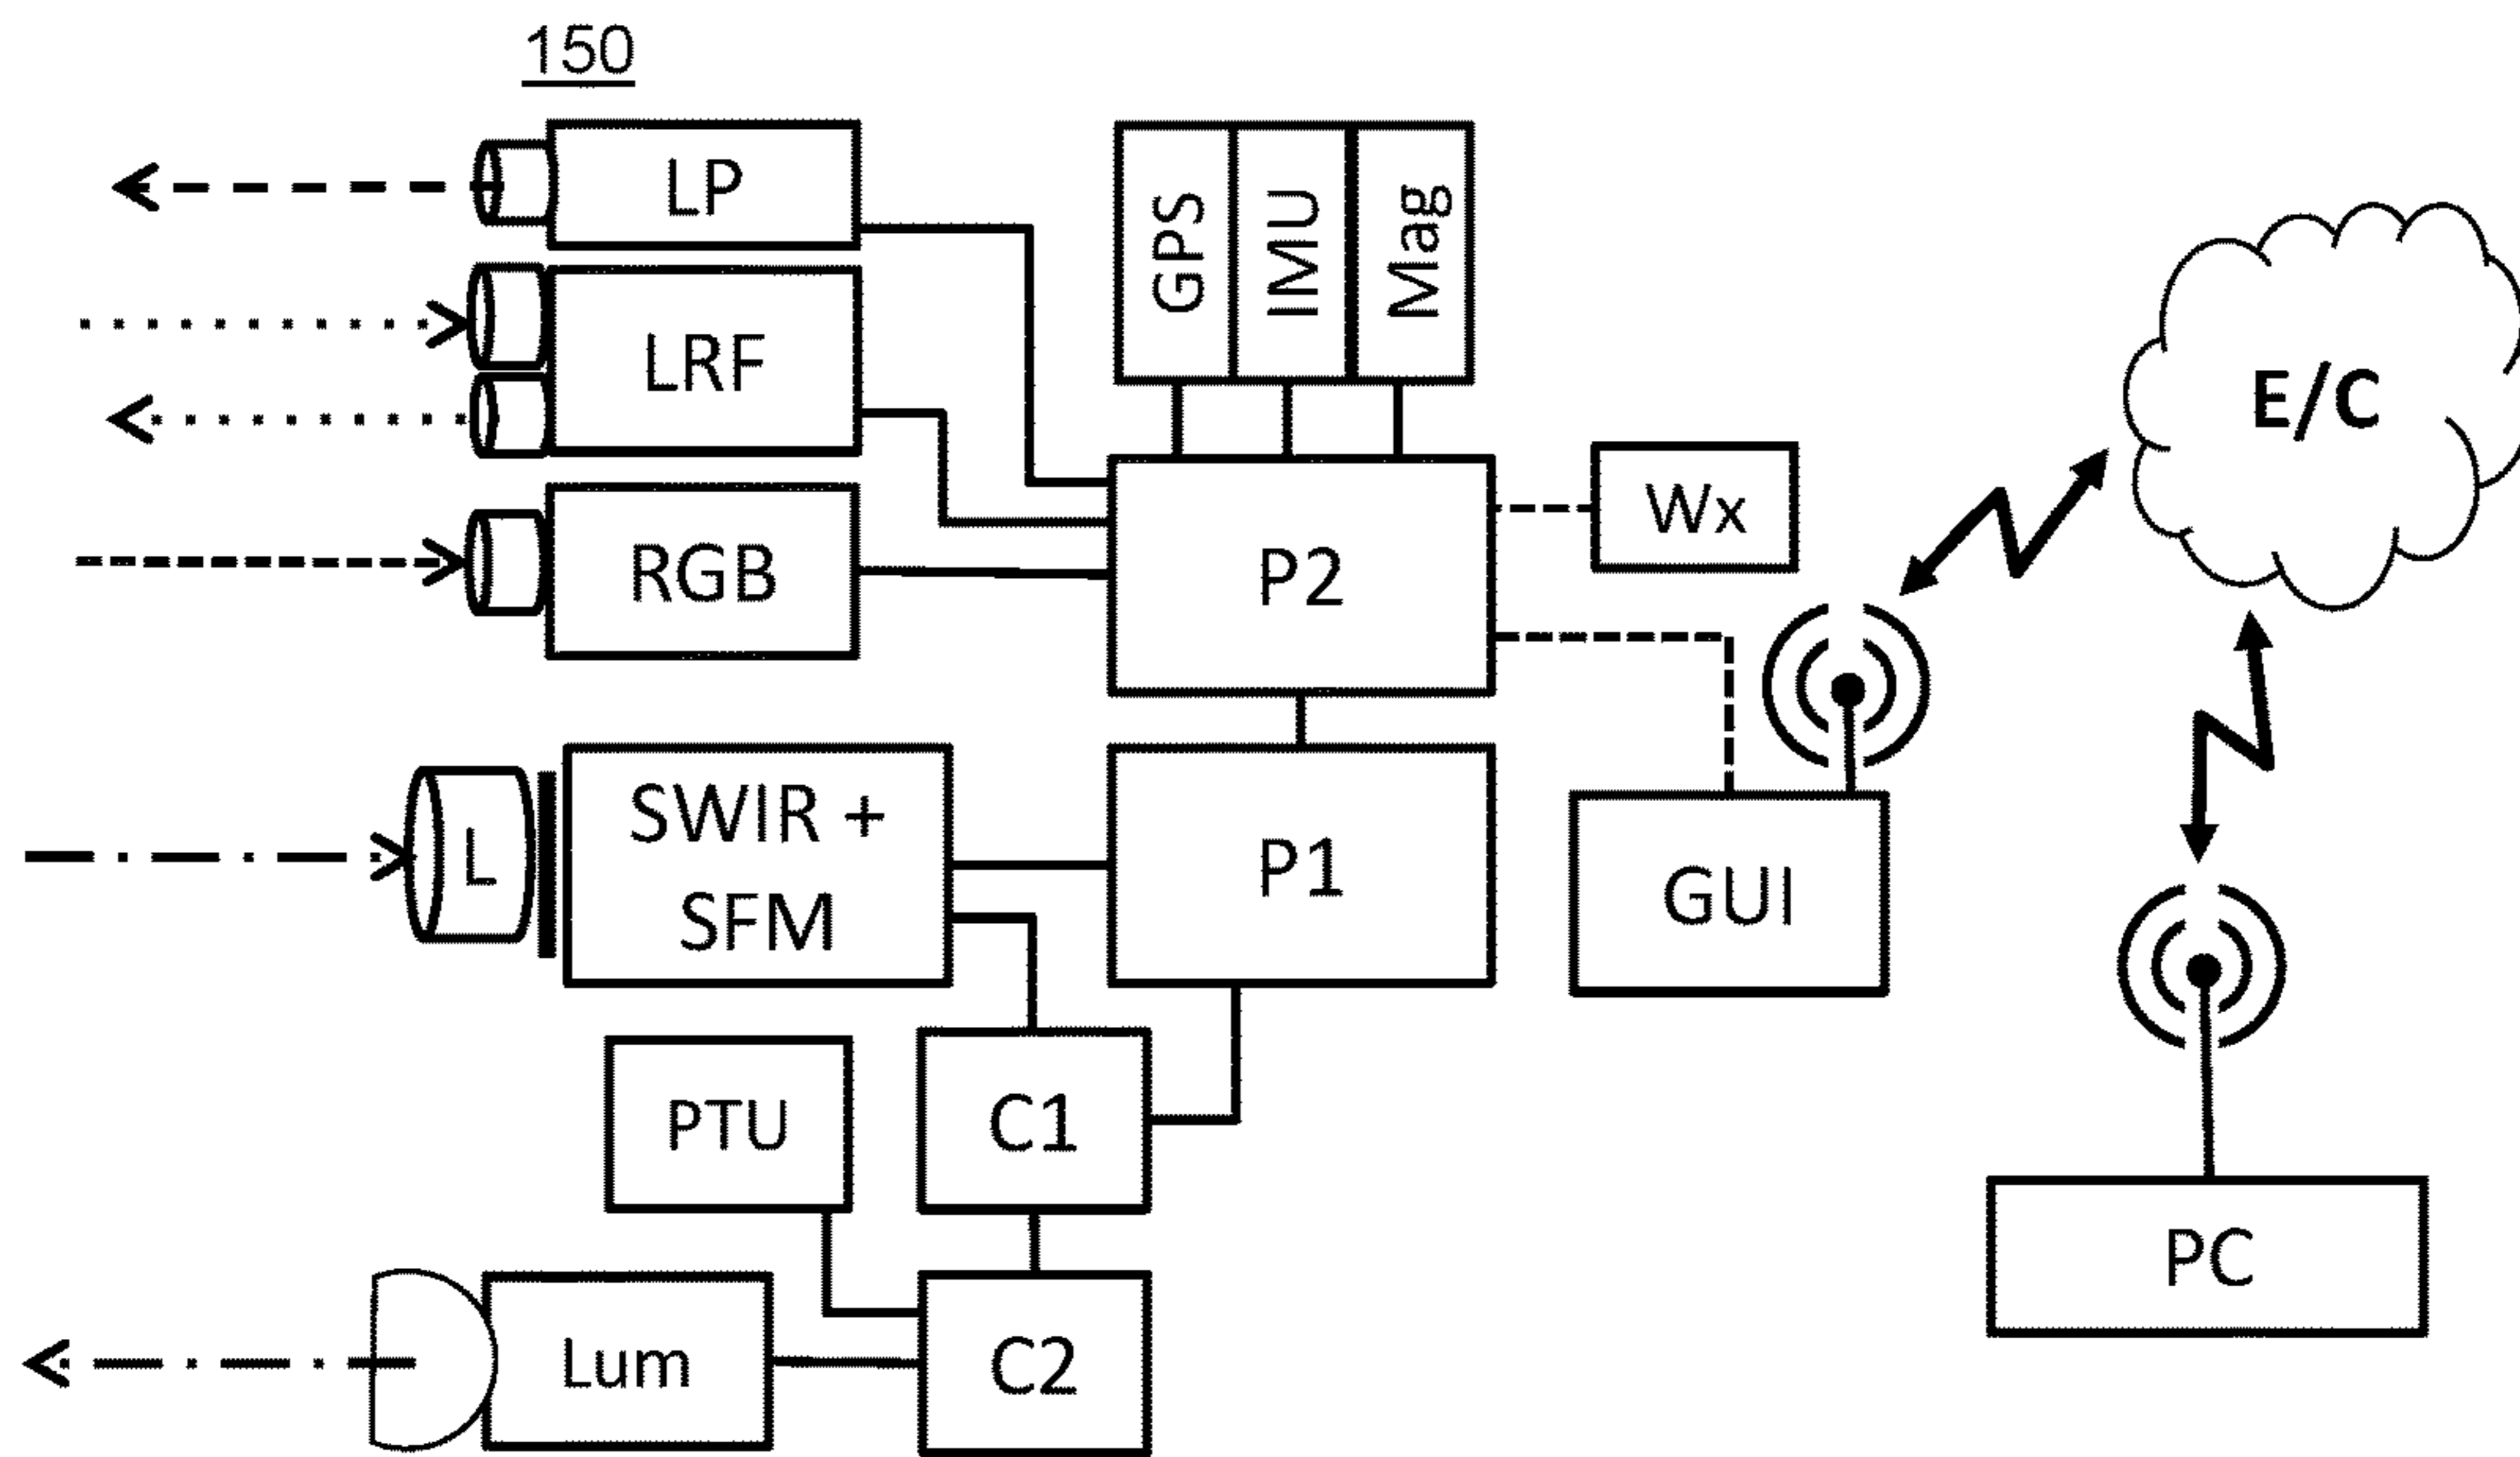 150
LP
LRF
RGB
GPS
IMU
Mag
P2
Wx
E/C
L
SWIR +
SFM
P1
GUI
PTU
C1
PC
Lum
C2